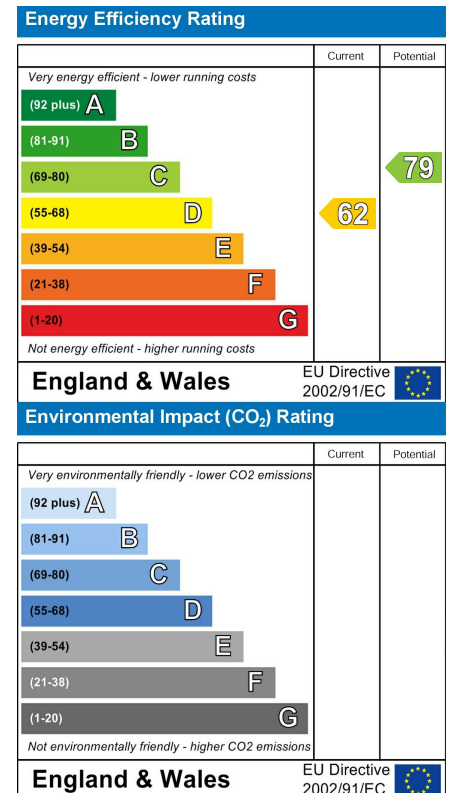 Energy Efficiency Rating
Current Potential
Very energy efficient - lower running costs
(92 plus) A
(81-91) B
(69-80) C
(55-68) D
(39-54) E
(21-38) F
(1-20) G
79
62
Not energy efficient - higher running costs
England & Wales
EU Directive
2002/91/EC
Environmental Impact (CO₂) Rating
Current Potential
Very environmentally friendly - lower CO2 emissions
(92 plus) A
(81-91) B
(69-80) C
(55-68) D
(39-54) E
(21-38) F
(1-20) G
Not environmentally friendly - higher CO2 emissions
England & Wales
EU Directive
2002/91/EC